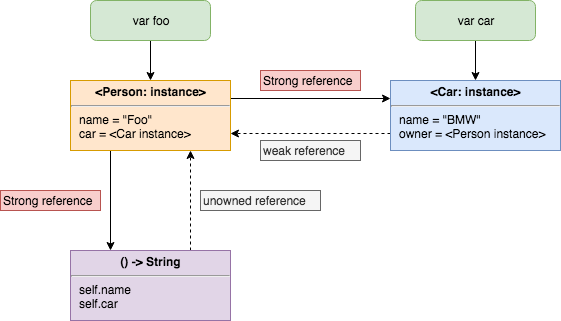 var foo
var car
<Person: instance>
name = "Foo"
car = <Car instance>
Strong reference
<Car: instance>
name = "BMW"
owner = <Person instance>
weak reference
Strong reference
unowned reference
() -> String
self.name
self.car